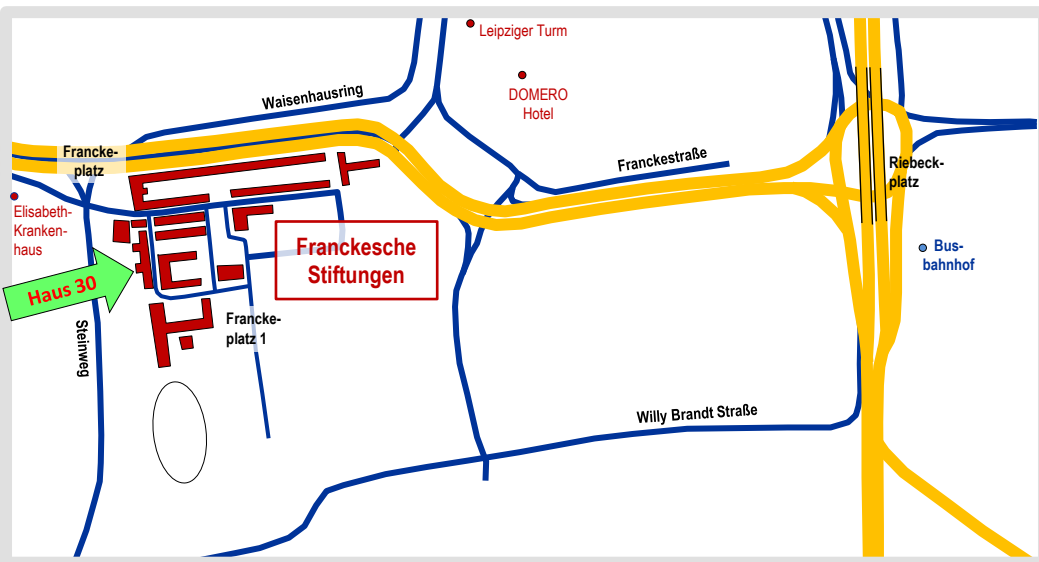 Leipziger Turm
DOMERO
Hotel
Waisenhausring
Francke-
platz
Franckestraße
Riebeck-
platz
Elisabeth-
Kranken-
haus
Franckesche
Stiftungen
Bus-
bahnhof
Haus 30
Francke-
platz 1
Steinweg
Willy Brandt Straße